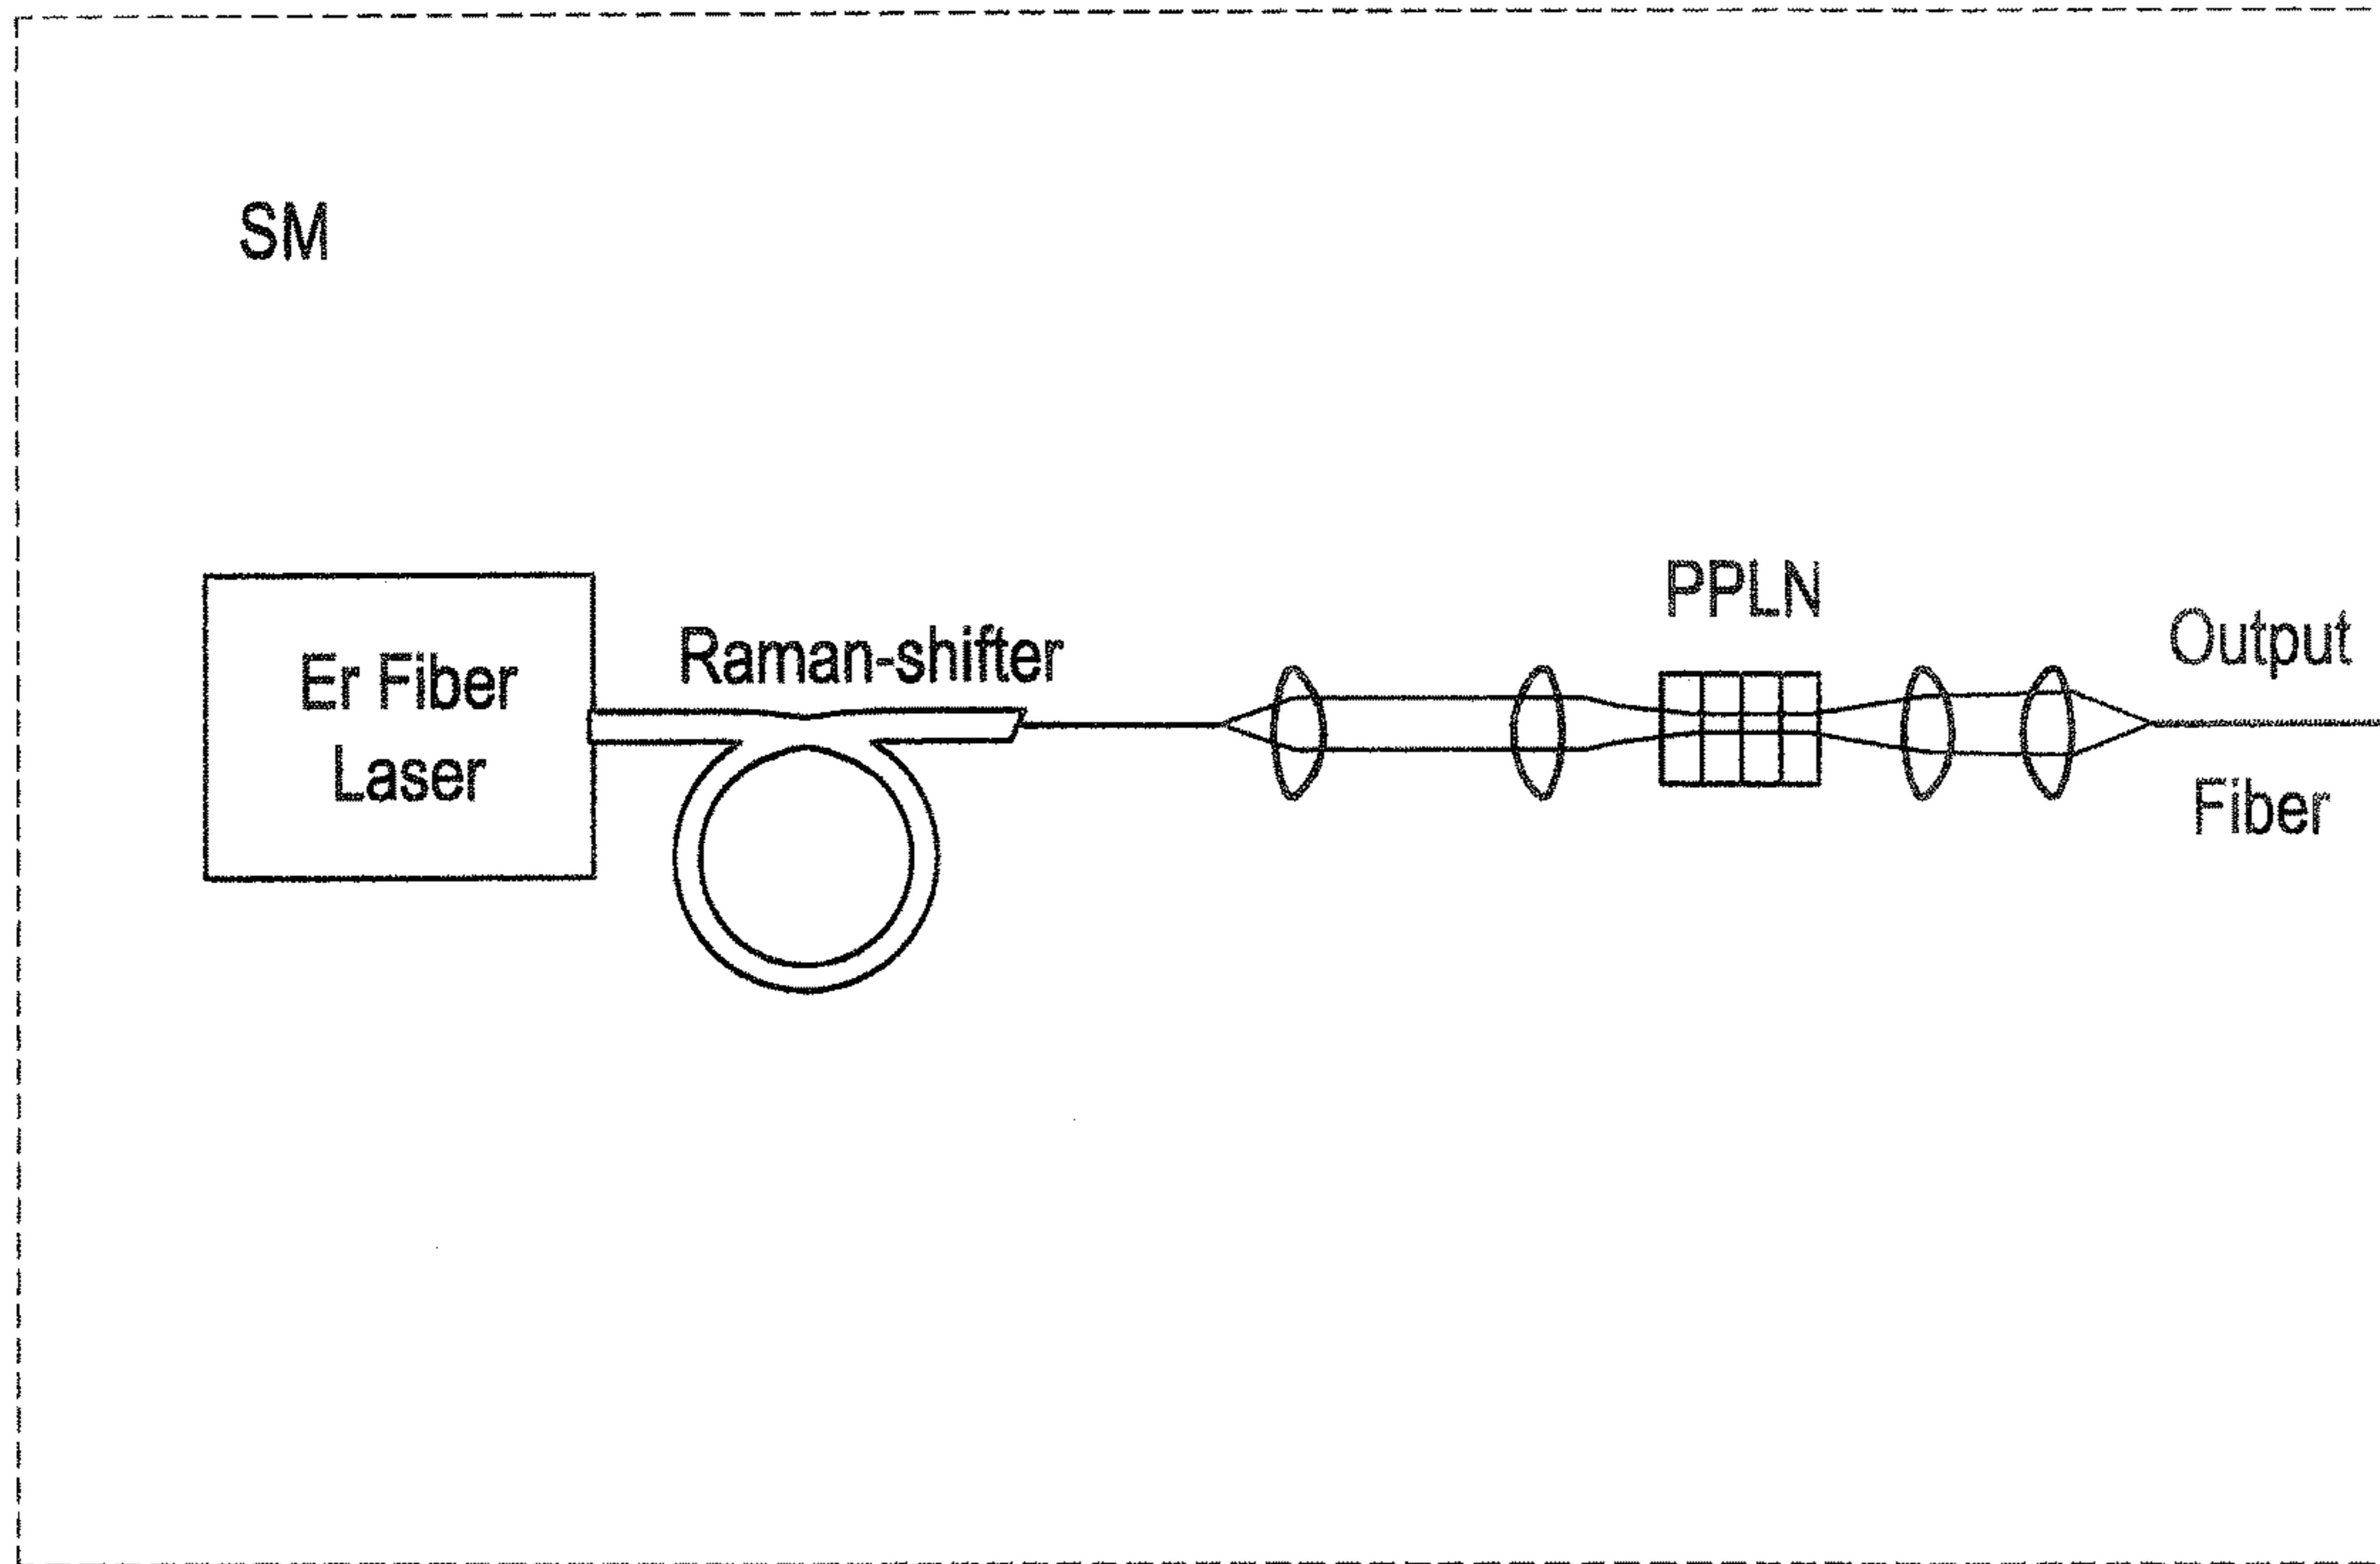 SM
Er Fiber
Laser
Raman-shifter
PPLN
Output
Fiber